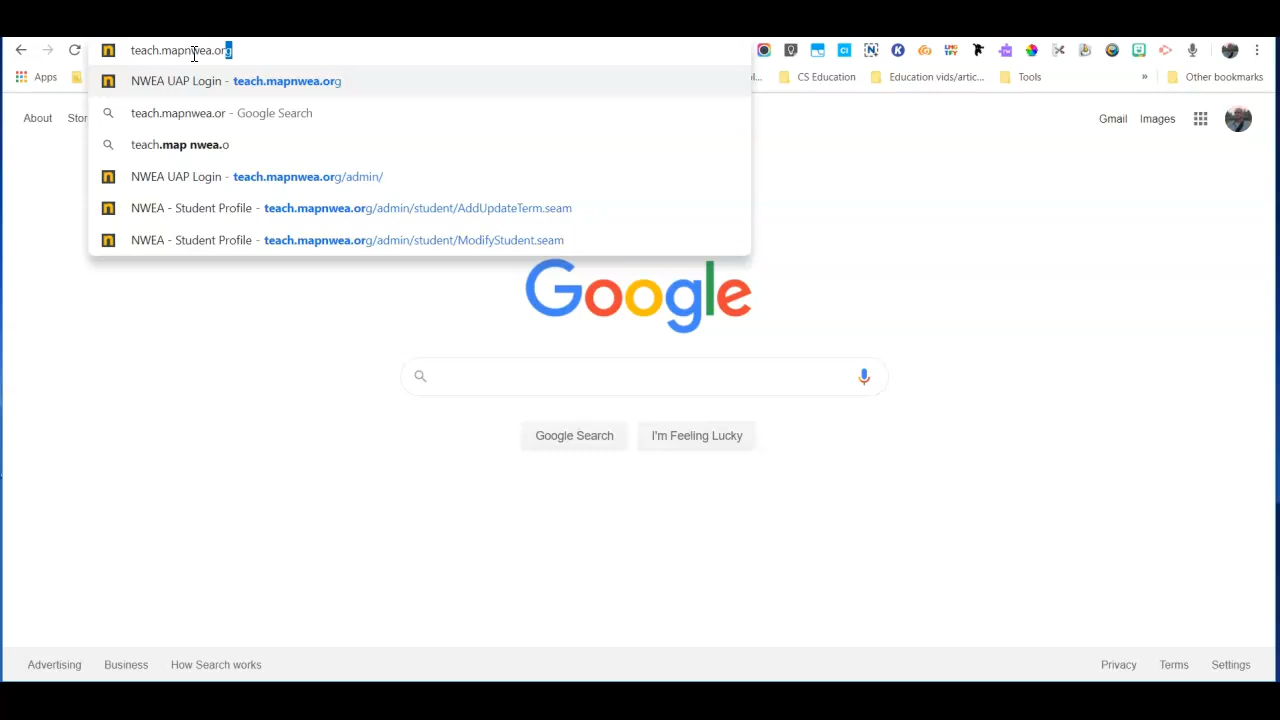 teach.mapnwea.org
NWEA UAP Login - teach.mapnwea.org
teach.mapnwea.or - Google Search
teach.map nwea.o
NWEA UAP Login - teach.mapnwea.org/admin/
NWEA - Student Profile - teach.mapnwea.org/admin/student/AddUpdateTerm.seam
NWEA - Student Profile - teach.mapnwea.org/admin/student/ModifyStudent.seam
Apps
CS Education
Education vids/artic...
Tools
»
Other bookmarks
About
Gmail
Images
Google
Google Search
I'm Feeling Lucky
Advertising
Business
How Search works
Privacy
Terms
Settings